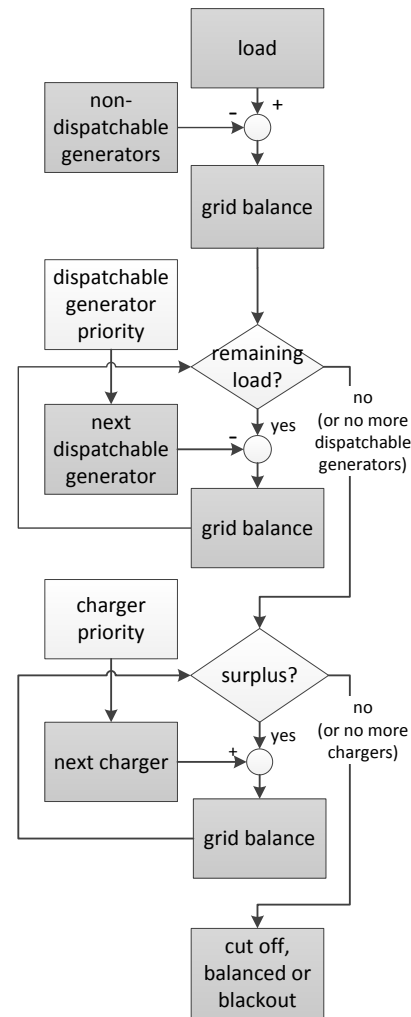 load
+
non-
dispatchable
generators
-
grid balance
dispatchable
generator
priority
remaining
load?
no
(or no more
dispatchable
generators)
yes
next
dispatchable
generator
-
grid balance
charger
priority
surplus?
no
(or no more
chargers)
yes
next charger
+
grid balance
cut off,
balanced or
blackout